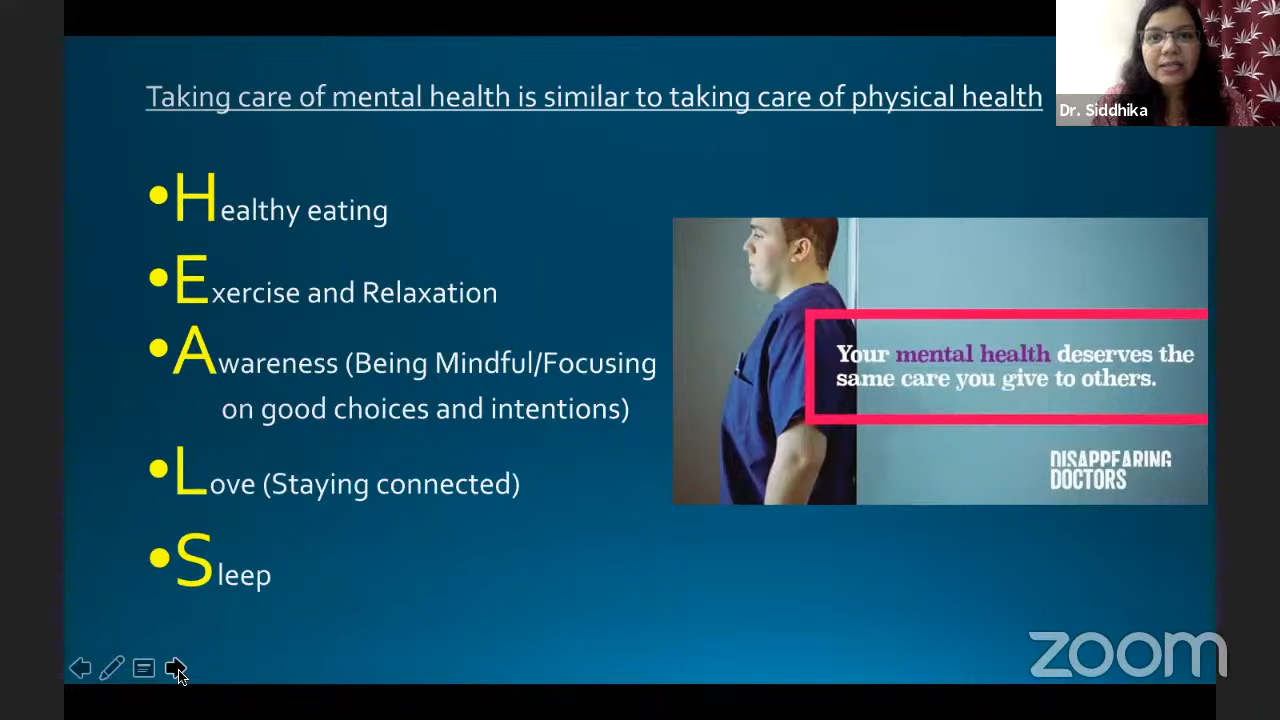 Taking care of mental health is similar to taking care of physical health
Dr. Siddhika
•Healthy eating
•Exercise and Relaxation
•Awareness (Being Mindful/Focusing
on good choices and intentions)
•Love (Staying connected)
•Sleep
Your mental health deserves the
same care you give to others.
DISAPPEARING
DOCTORS
zoom